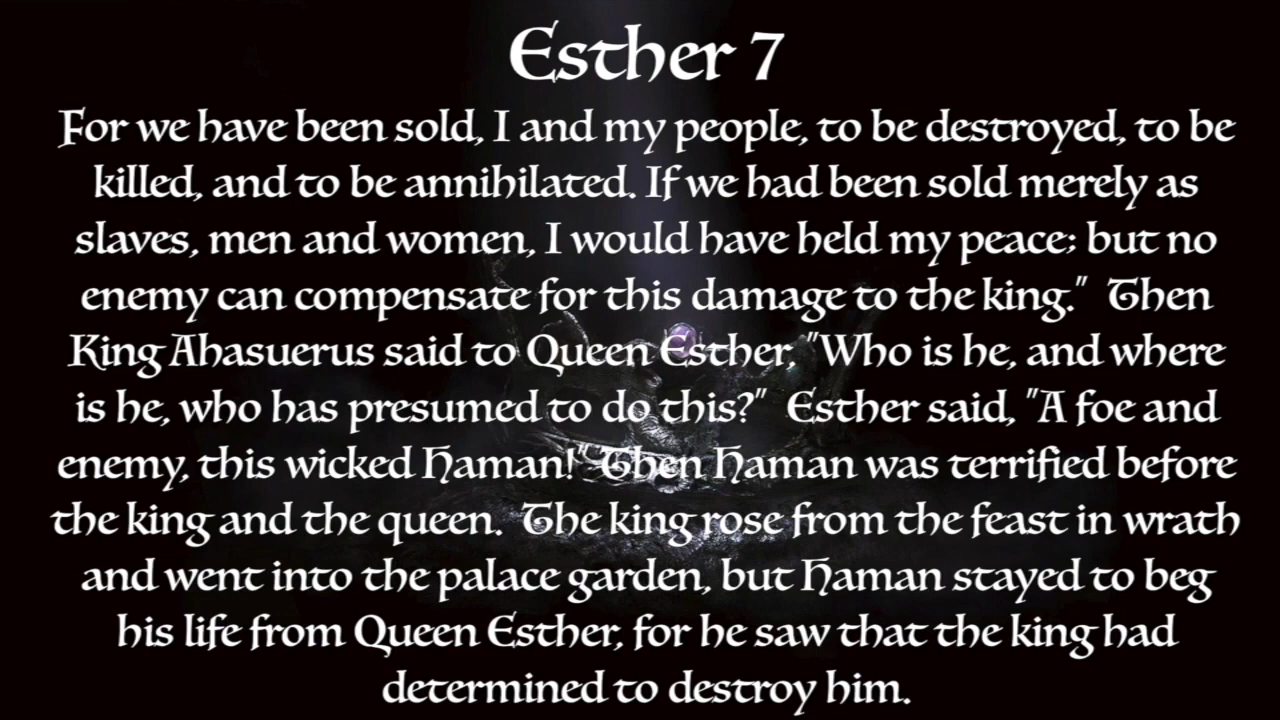 Esther 7
For we have been sold, I and my people, to be destroyed, to be
killed, and to be annihilated. If we had been sold merely as
slaves, men and women, I would have held my peace; but no
enemy can compensate for this damage to the king." Then
King Ahasuerus said to Queen Esther, "Who is he, and where
is he, who has presumed to do this?" Esther said, "A foe and
enemy, this wicked Haman!" Then Haman was terrified before
the king and the queen. The king rose from the feast in wrath
and went into the palace garden, but Haman stayed to beg
his life from Queen Esther, for he saw that the king had
determined to destroy him.